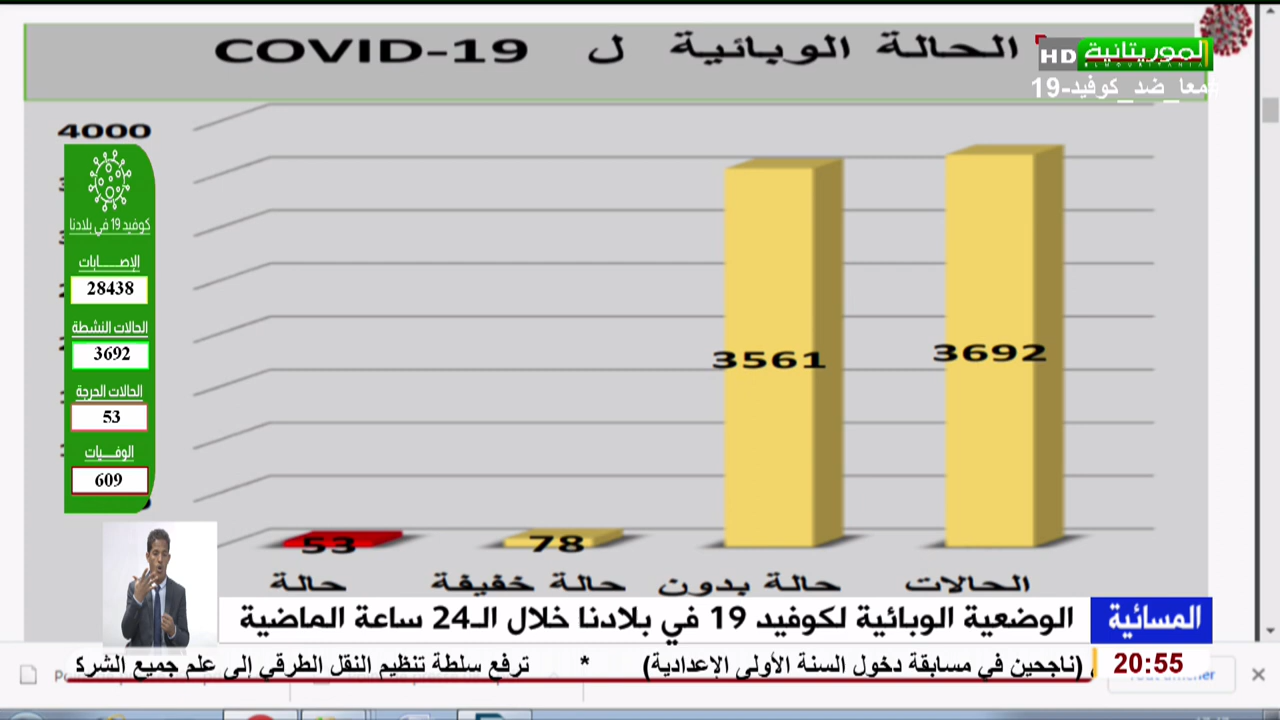 الحالة الوبائية ل COVID-19
الموريتانية HD
ELMOURITANIA
#معا_ضد_كوفيد-19
4000
كوفيد 19 في بلادنا
الإصابات
28438
الحالات النشطة
3692
الحالات الحرجة
53
الوفيات
609
3692
3561
78
53
الحالات
حالة بدون
حالة خفيفة
حالة
المسائية
الوضعية الوبائية لكوفيد 19 في بلادنا خلال الـ24 ساعة الماضية
20:55
(ناجحين في مسابقة دخول السنة الأولى الإعدادية) * ترفع سلطة تنظيم النقل الطرقي إلى علم جميع الشرك